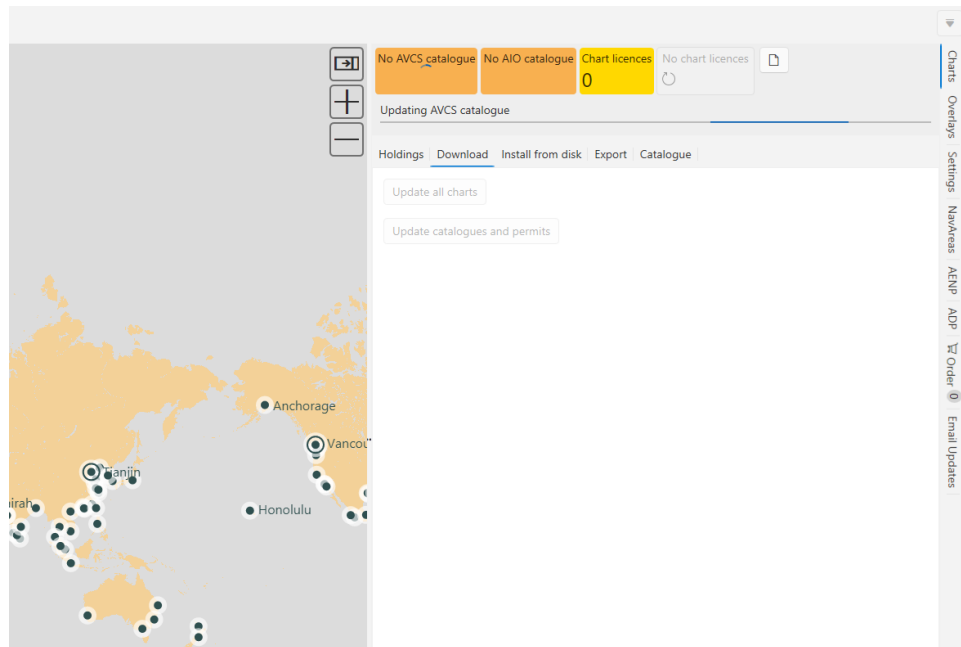 No AVCS catalogue
No AIO catalogue
Chart licences
0
No chart licences
Updating AVCS catalogue
Holdings
Download
Install from disk
Export
Catalogue
Update all charts
Update catalogues and permits
Charts
Overlays
Settings
NavAreas
AENP
ADP
Order 0
Email Updates
Anchorage
Vancou
Tianjin
irah
Honolulu